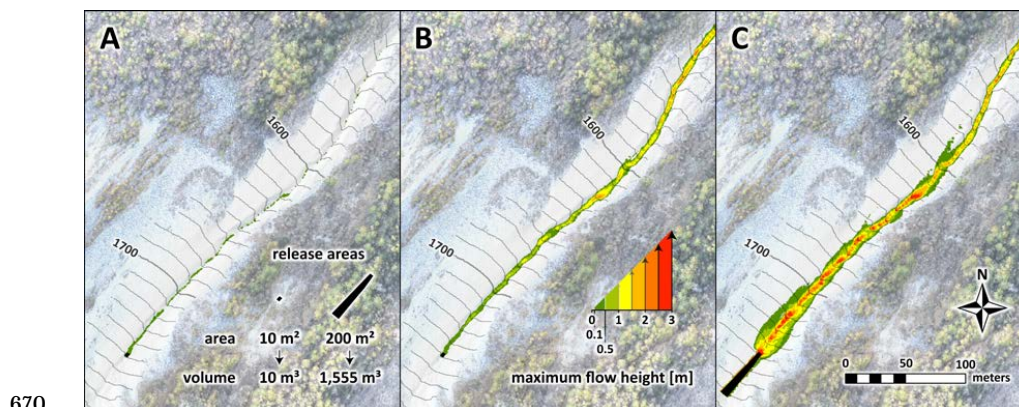 A
1600
1700
release areas
area 10 m² 200 m²
volume 10 m³ 1,555 m³
B
1600
1700
0 1 2 3
0.1
0.5
maximum flow height [m]
C
1600
1700
N
0 50 100
meters
670